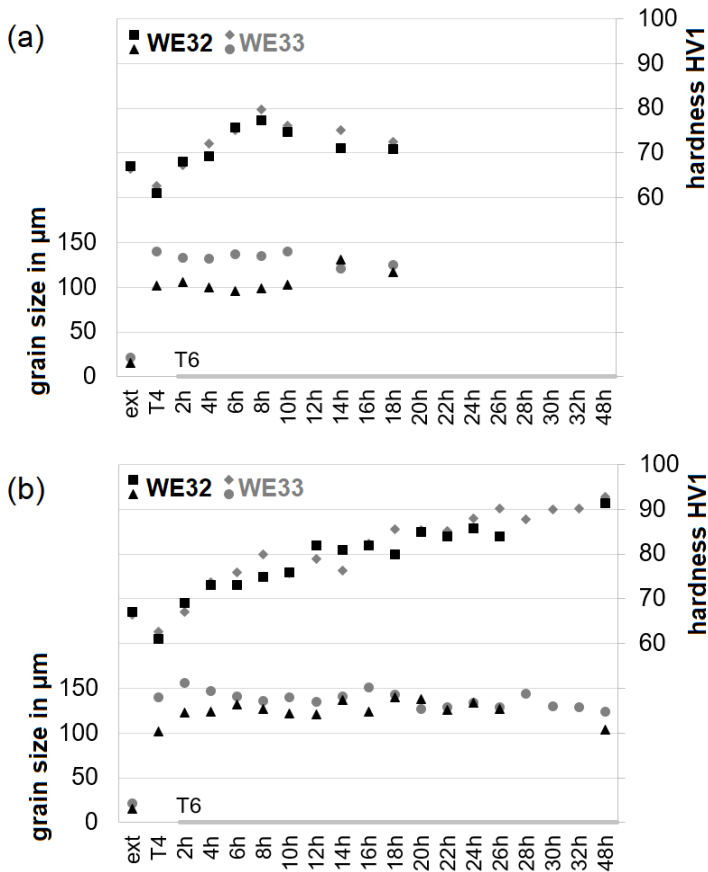 (a)
WE32 WE33
100
90
80
70
60
hardness HV1
150
100
50
0
grain size in µm
T6
ext T4 2h 4h 6h 8h 10h 12h 14h 16h 18h 20h 22h 24h 26h 28h 30h 32h 48h
(b)
WE32 WE33
100
90
80
70
60
hardness HV1
150
100
50
0
grain size in µm
T6
ext T4 2h 4h 6h 8h 10h 12h 14h 16h 18h 20h 22h 24h 26h 28h 30h 32h 48h